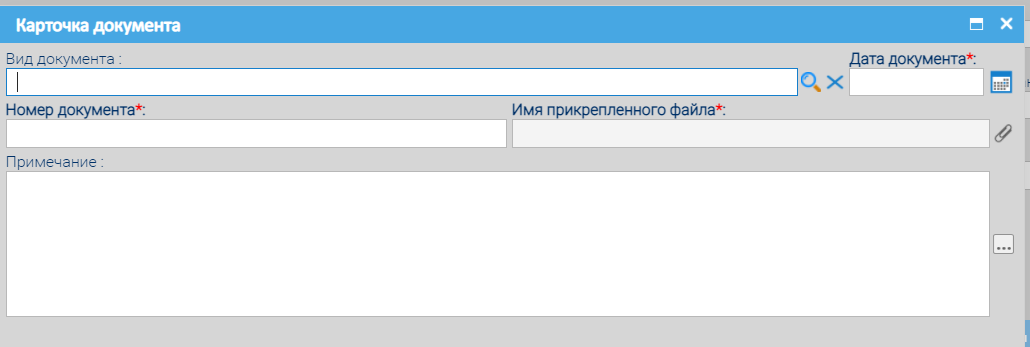 Карточка документа
Вид документа :
Дата документа*:
Номер документа*:
Имя прикрепленного файла*:
Примечание :
...